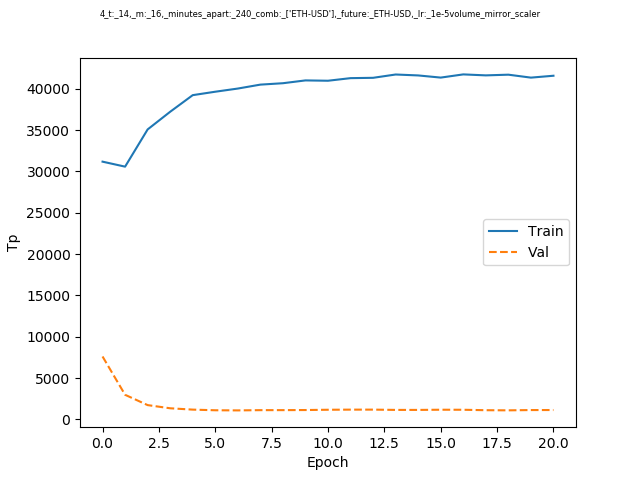 4_t:_14,_m:_16,_minutes_apart:_240_comb:_['ETH-USD'],_future:_ETH-USD,_lr:_1e-5volume_mirror_scaler
40000
35000
30000
25000
20000
15000
10000
5000
0
Tp
Train
Val
0.0 2.5 5.0 7.5 10.0 12.5 15.0 17.5 20.0
Epoch